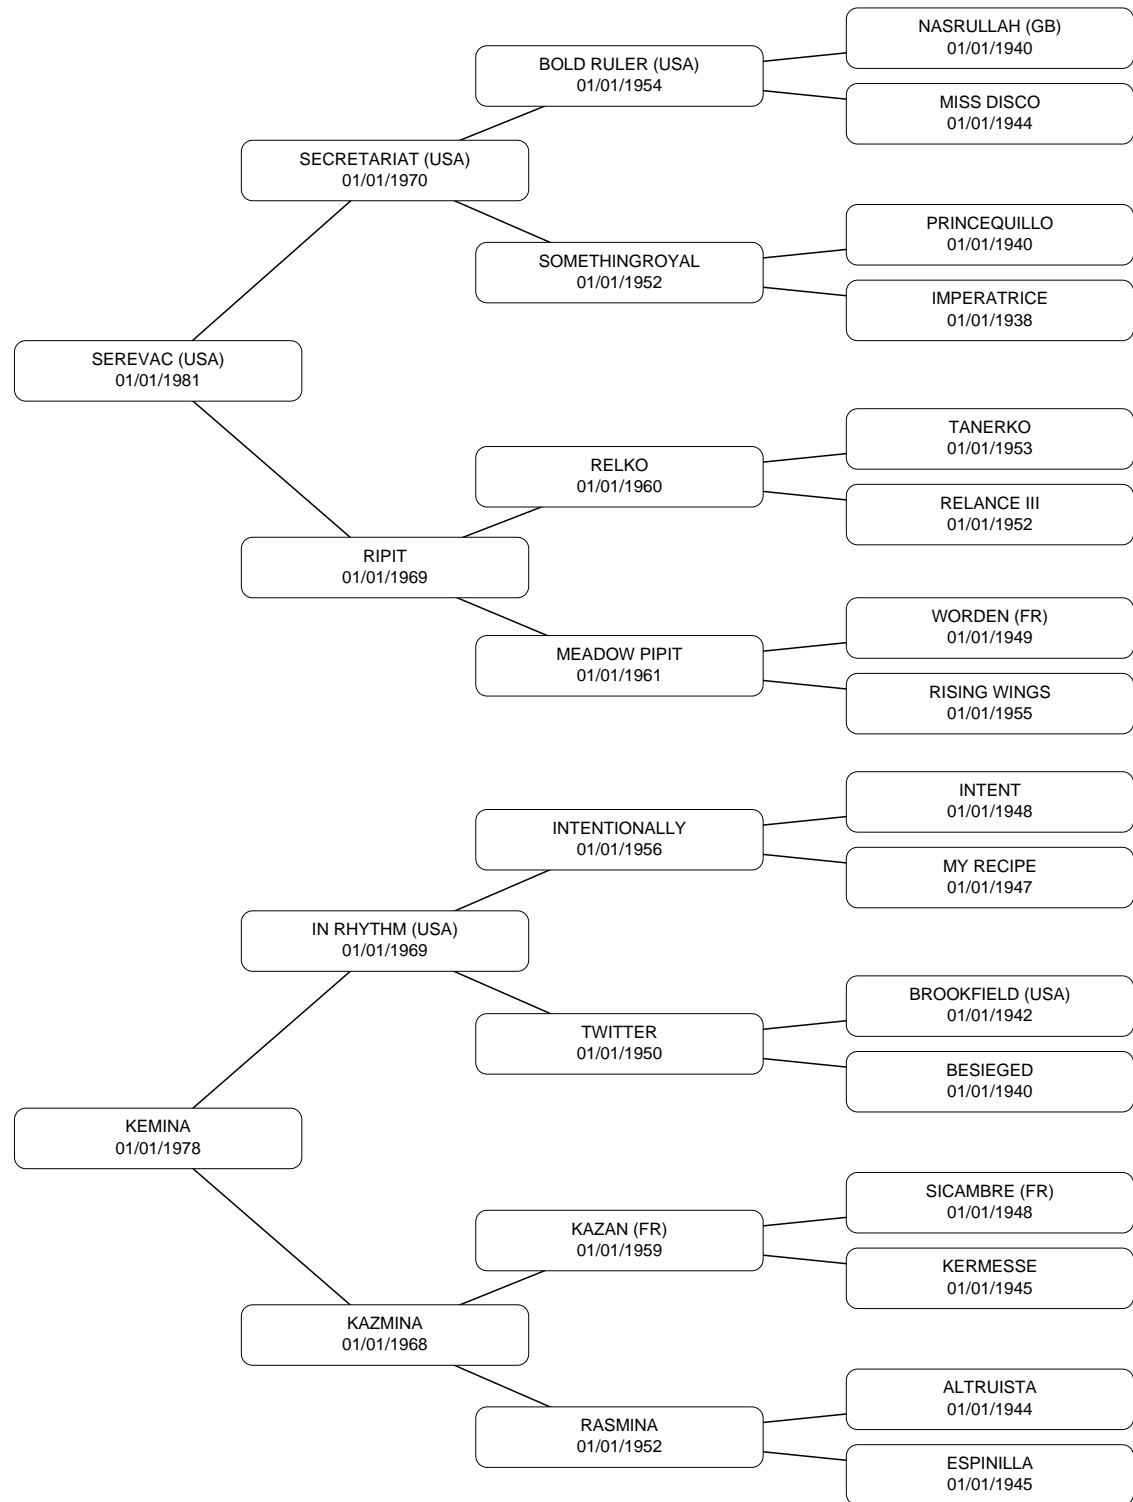 NASRULLAH (GB)
01/01/1940
BOLD RULER (USA)
01/01/1954
MISS DISCO
01/01/1944
SECRETARIAT (USA)
01/01/1970
PRINCEQUILLO
01/01/1940
SOMETHINGROYAL
01/01/1952
IMPERATRICE
01/01/1938
SEREVAC (USA)
01/01/1981
TANERKO
01/01/1953
RELKO
01/01/1960
RELANCE III
01/01/1952
RIPIT
01/01/1969
WORDEN (FR)
01/01/1949
MEADOW PIPIT
01/01/1961
RISING WINGS
01/01/1955
INTENT
01/01/1948
INTENTIONALLY
01/01/1956
MY RECIPE
01/01/1947
IN RHYTHM (USA)
01/01/1969
BROOKFIELD (USA)
01/01/1942
TWITTER
01/01/1950
BESIEGED
01/01/1940
KEMINA
01/01/1978
SICAMBRE (FR)
01/01/1948
KAZAN (FR)
01/01/1959
KERMESSE
01/01/1945
KAZMINA
01/01/1968
ALTRUISTA
01/01/1944
RASMINA
01/01/1952
ESPINILLA
01/01/1945